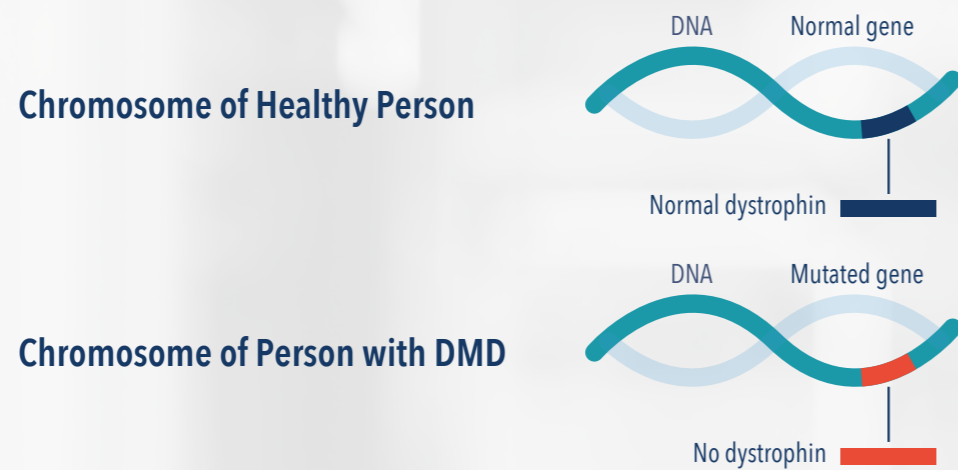 DNA
Normal gene
Chromosome of Healthy Person
Normal dystrophin
DNA
Mutated gene
Chromosome of Person with DMD
No dystrophin